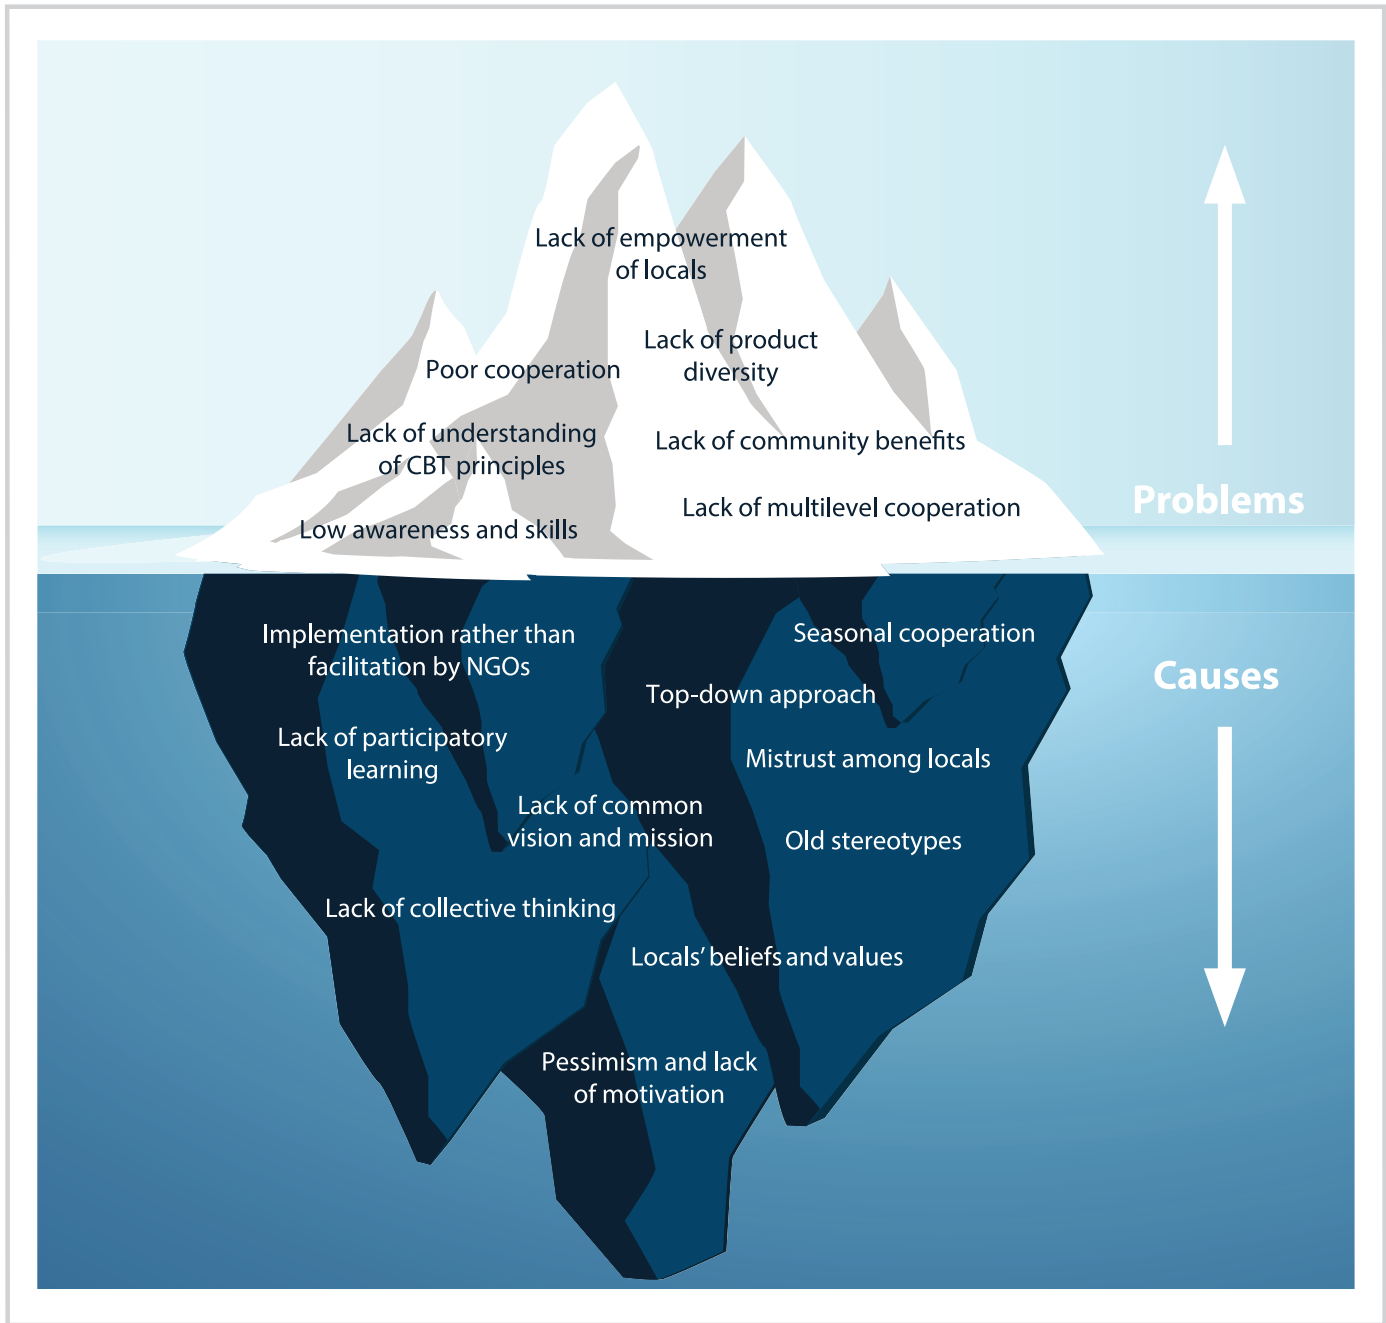 Lack of empowerment
of locals
Lack of product
diversity
Poor cooperation
Lack of understanding
of CBT principles
Lack of community benefits
Lack of multilevel cooperation
Low awareness and skills
Problems
Implementation rather than
facilitation by NGOs
Seasonal cooperation
Causes
Top-down approach
Lack of participatory
learning
Mistrust among locals
Lack of common
vision and mission
Old stereotypes
Lack of collective thinking
Locals’ beliefs and values
Pessimism and lack
of motivation